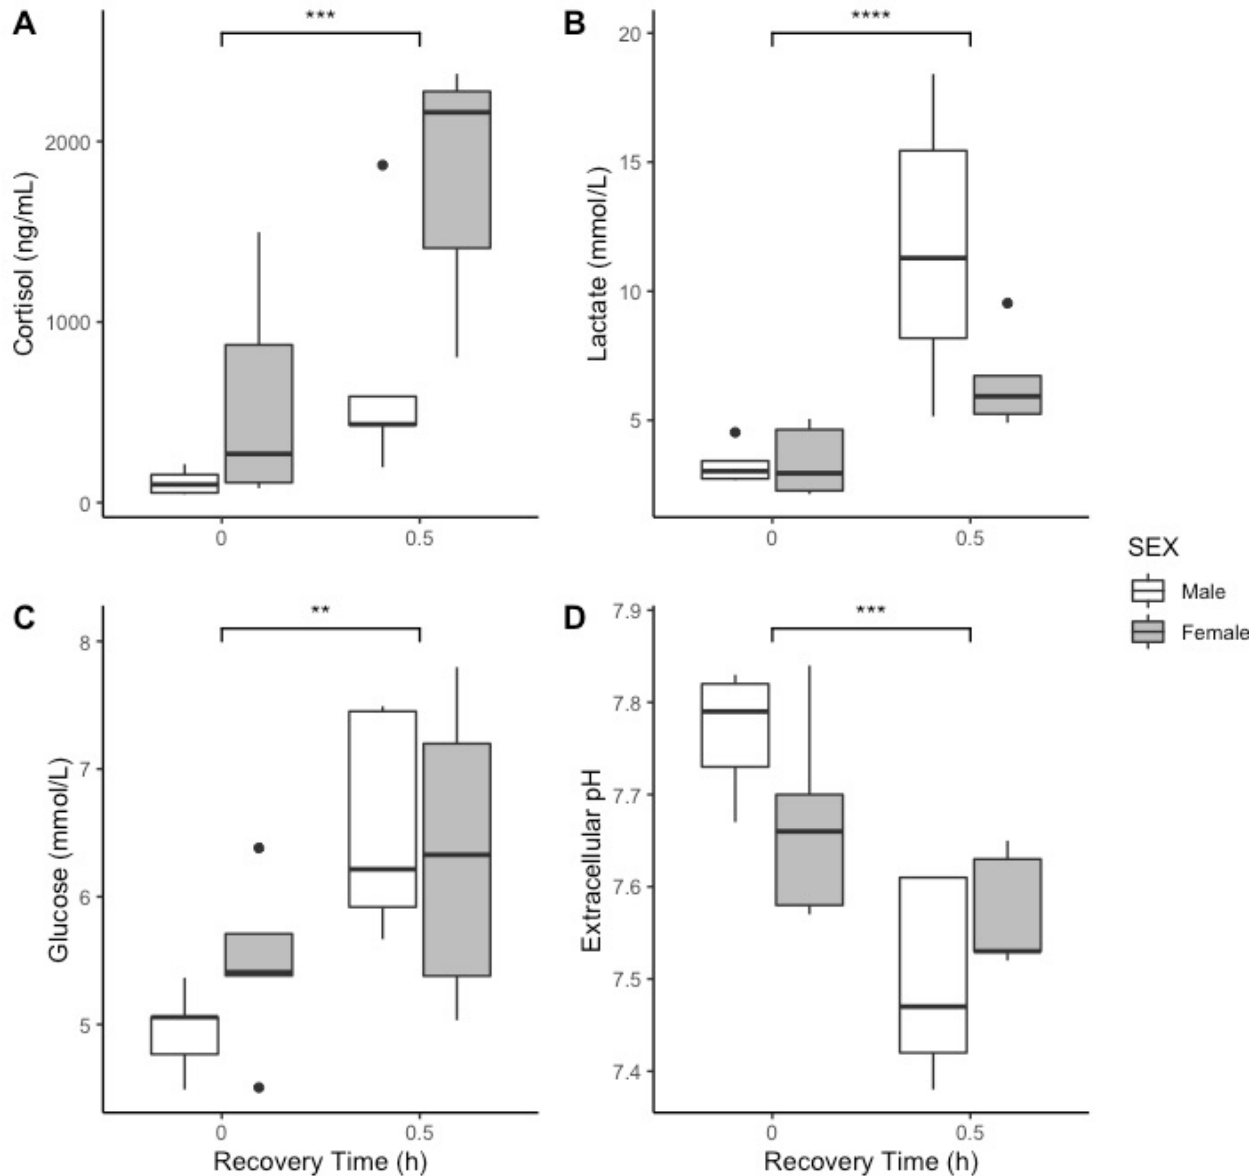 A
***
Cortisol (ng/mL)
2000
1000
0
0
0.5
B
****
Lactate (mmol/L)
20
15
10
5
0
0.5
SEX
Male
Female
C
**
Glucose (mmol/L)
8
7
6
5
0
0.5
Recovery Time (h)
D
***
Extracellular pH
7.9
7.8
7.7
7.6
7.5
7.4
0
0.5
Recovery Time (h)